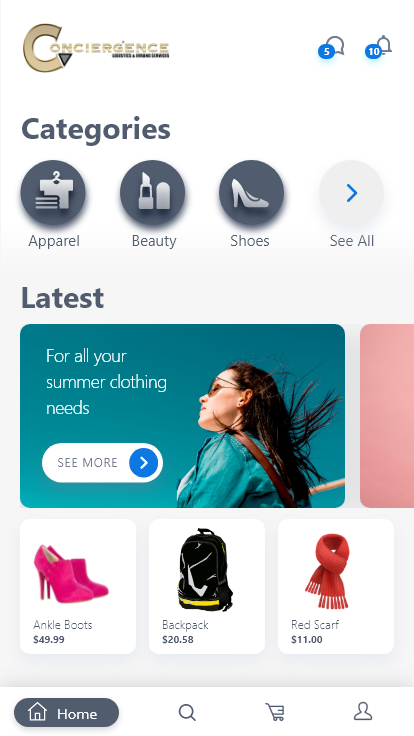 CONCIERGENCE
LOGISTICS & ERRAND SERVICES
5
10
Categories
Apparel
Beauty
Shoes
See All
Latest
For all your
summer clothing
needs
SEE MORE
Ankle Boots
$49.99
Backpack
$20.58
Red Scarf
$11.00
Home